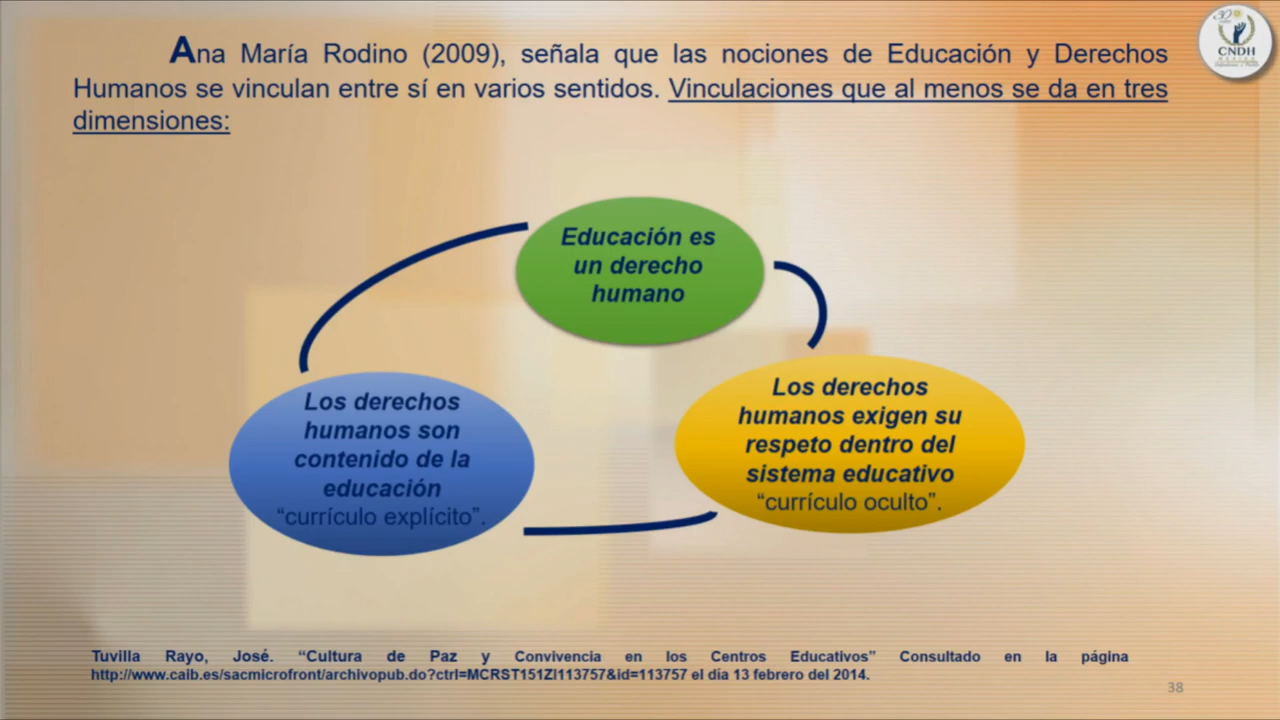 Ana María Rodino (2009), señala que las nociones de Educación y Derechos
Humanos se vinculan entre sí en varios sentidos. Vinculaciones que al menos se da en tres
dimensiones:
CNDH
MÉXICO
Educación es
un derecho
humano
Los derechos
humanos son
contenido de la
educación
“currículo explícito”.
Los derechos
humanos exigen su
respeto dentro del
sistema educativo
“currículo oculto”.
Tuvilla Rayo, José. “Cultura de Paz y Convivencia en los Centros Educativos” Consultado en la página
http://www.caib.es/sacmicrofront/archivopub.do?ctrl=MCRST151ZI113757&id=113757 el día 13 febrero del 2014.
38